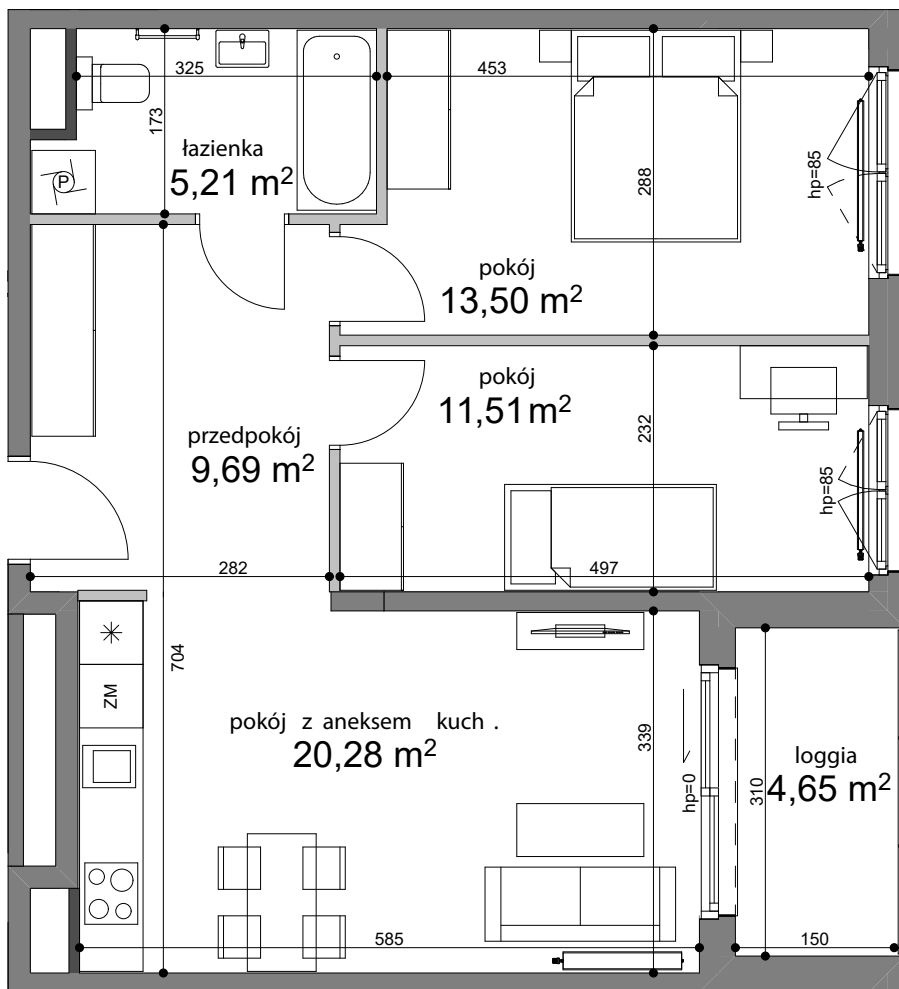 325
453
173
łazienka
5,21 m²
P
288
hp=85
pokój
13,50 m²
pokój
11,51 m²
232
przedpokój
9,69 m²
hp=85
282
497
704
ZM
pokój z aneksem kuch .
20,28 m²
339
hp=0
310
loggia
4,65 m²
585
150